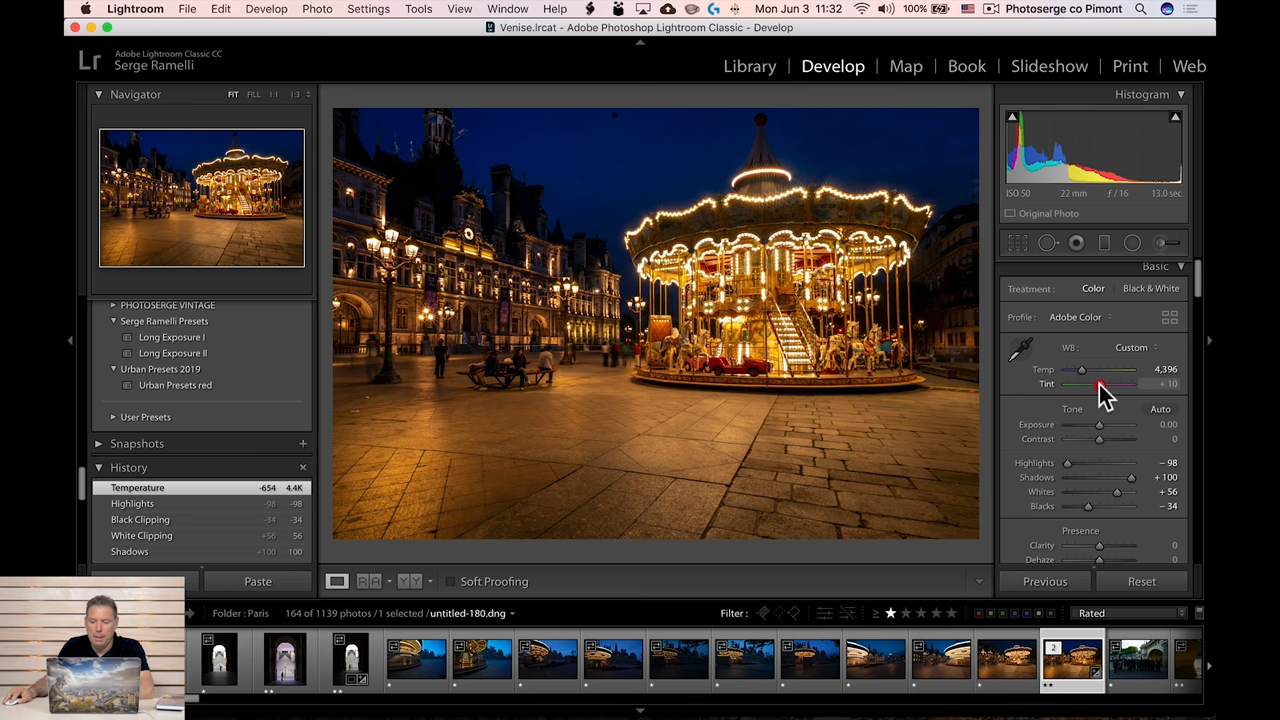 Lightroom File Edit Develop Photo Settings Tools View Window Help Mon Jun 3 11:32 100% Photoserge co Pimont
Venise.lrcat - Adobe Photoshop Lightroom Classic - Develop
Lr
Adobe Lightroom Classic CC
Serge Ramelli
Library | Develop | Map | Book | Slideshow | Print | Web
Navigator FIT FILL 1:1 1:3
PHOTOSERGE VINTAGE
Serge Ramelli Presets
Long Exposure I
Long Exposure II
Urban Presets 2019
Urban Presets red
User Presets
Snapshots +
History ×
Temperature -654 4.4K
Highlights -98 -98
Black Clipping -34 -34
White Clipping +56 56
Shadows +100 100
Paste
Soft Proofing
Histogram
ISO 50 22 mm ƒ / 16 13.0 sec
Original Photo
Basic
Treatment : Color Black & White
Profile : Adobe Color
WB : Custom
Temp 4,396
Tint + 10
Tone Auto
Exposure 0.00
Contrast 0
Highlights − 98
Shadows + 100
Whites + 56
Blacks − 34
Presence
Clarity 0
Dehaze 0
Previous Reset
Folder : Paris 164 of 1139 photos / 1 selected / untitled-180.dng Filter : ≥ Rated
2